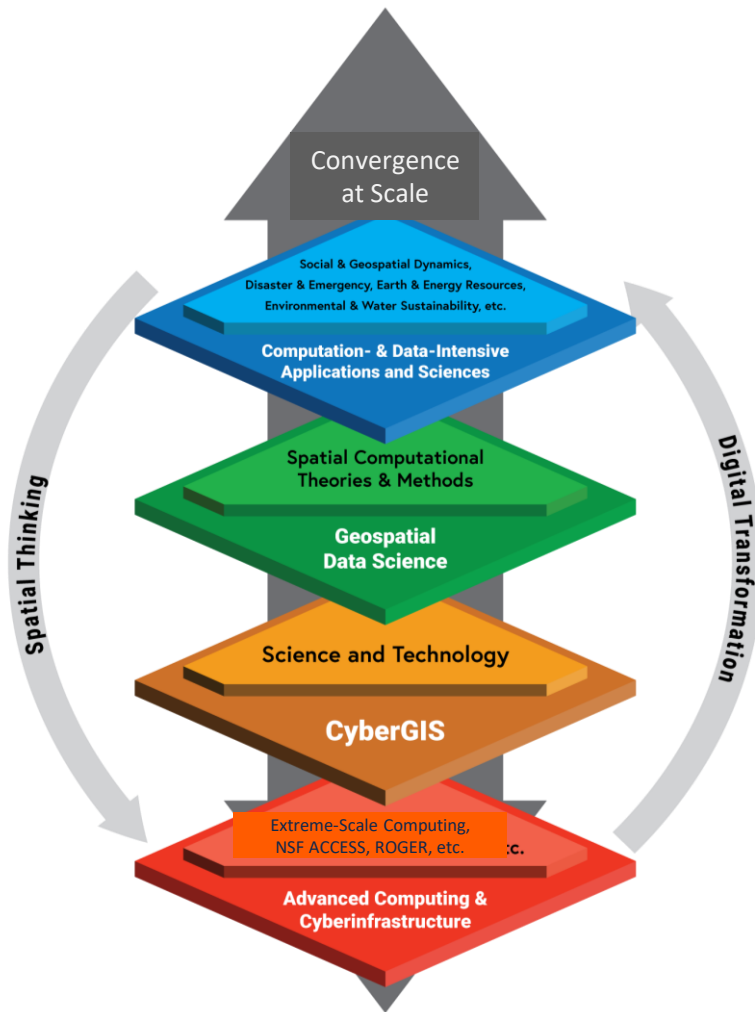 Convergence
at Scale
Social & Geospatial Dynamics,
Disaster & Emergency, Earth & Energy Resources,
Environmental & Water Sustainability, etc.
Computation- & Data-Intensive
Applications and Sciences
Spatial Computational
Theories & Methods
Geospatial
Data Science
Spatial Thinking
Digital Transformation
Science and Technology
CyberGIS
Extreme-Scale Computing,
NSF ACCESS, ROGER, etc.
Advanced Computing &
Cyberinfrastructure